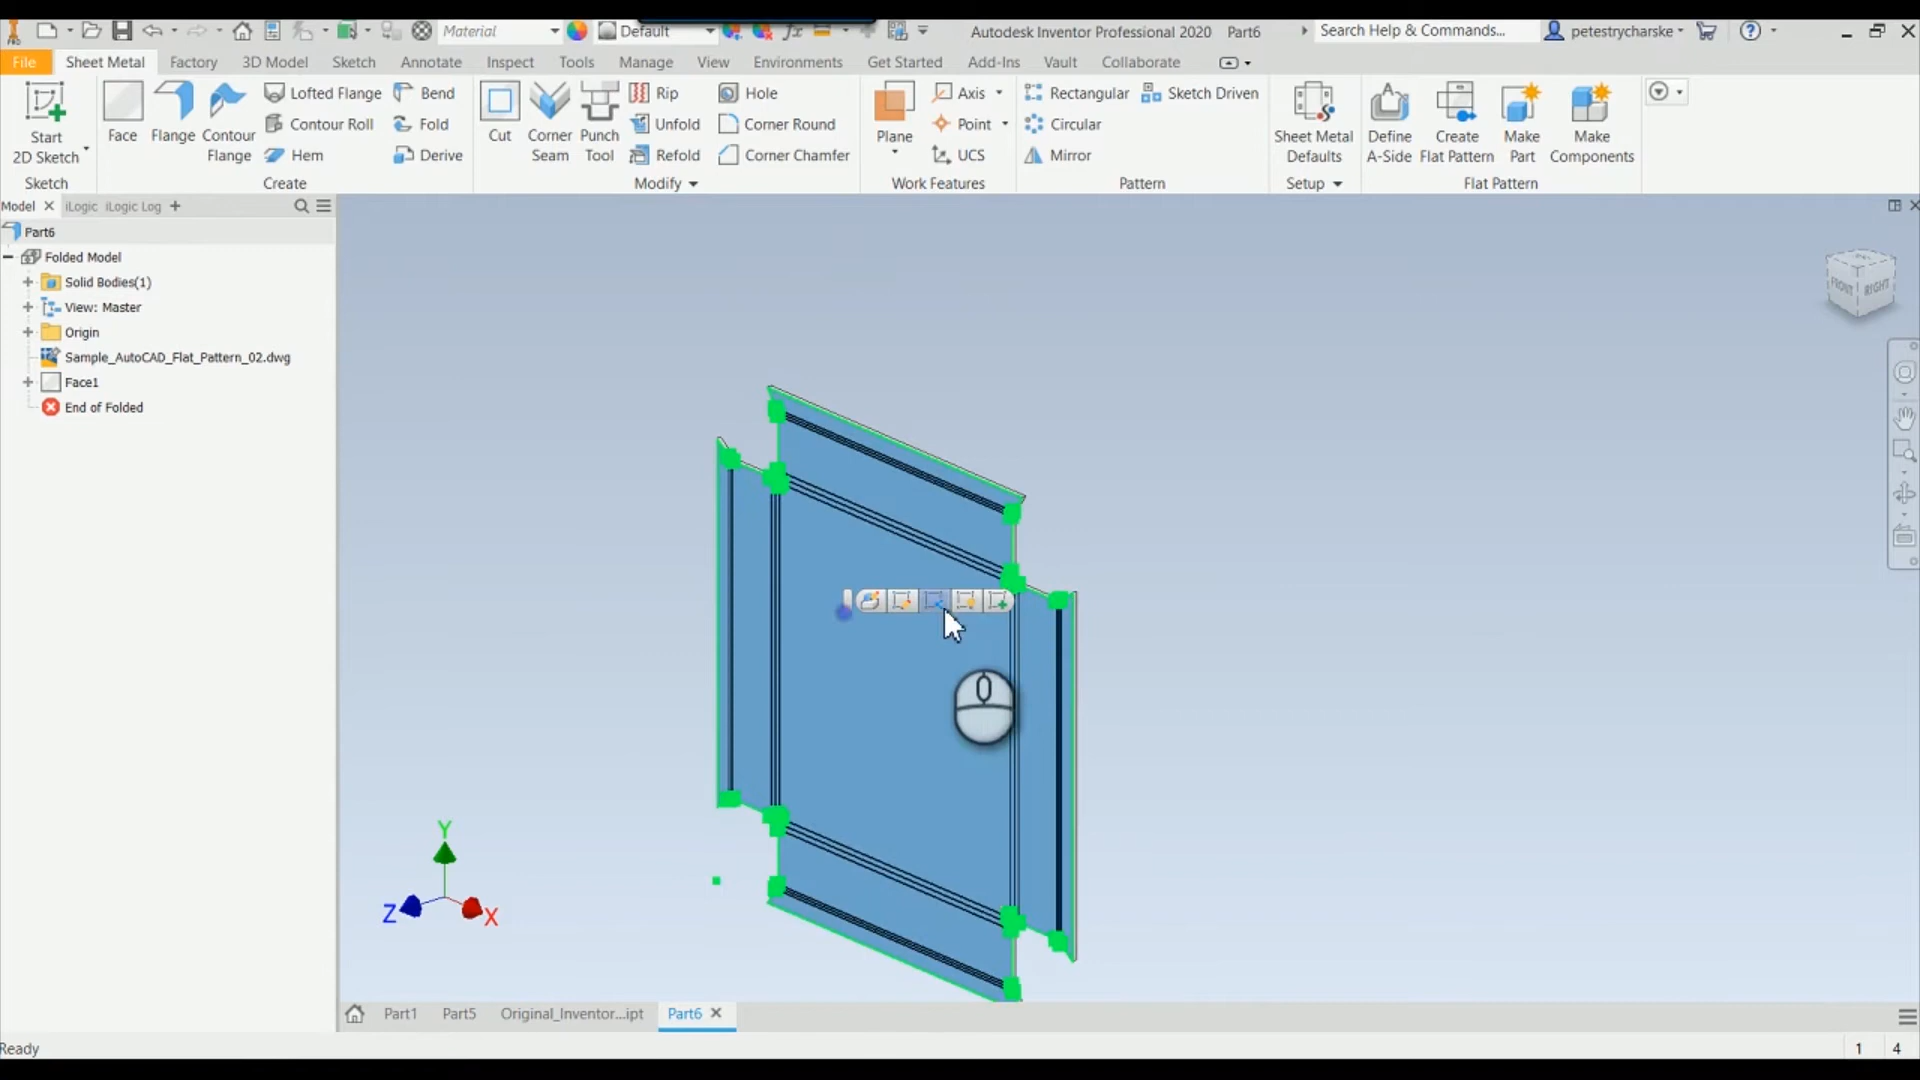 PRO
Material
Default
fx
Autodesk Inventor Professional 2020 Part6
Search Help & Commands...
petestrycharske
File
Sheet Metal
Factory
3D Model
Sketch
Annotate
Inspect
Tools
Manage
View
Environments
Get Started
Add-Ins
Vault
Collaborate
Start
2D Sketch
Sketch
Face
Flange
Contour
Flange
Lofted Flange
Contour Roll
Hem
Bend
Fold
Derive
Create
Cut
Corner
Seam
Punch
Tool
Rip
Unfold
Refold
Hole
Corner Round
Corner Chamfer
Modify
Plane
Axis
Point
UCS
Work Features
Rectangular
Circular
Mirror
Sketch Driven
Pattern
Sheet Metal
Defaults
Setup
Define
A-Side
Create
Flat Pattern
Make
Part
Make
Components
Flat Pattern
Model
iLogic
iLogic Log
Part6
Folded Model
Solid Bodies(1)
View: Master
Origin
Sample_AutoCAD_Flat_Pattern_02.dwg
Face1
End of Folded
FRONT
RIGHT
Y
Z
X
Part1
Part5
Original_Inventor...ipt
Part6
Ready
1
4